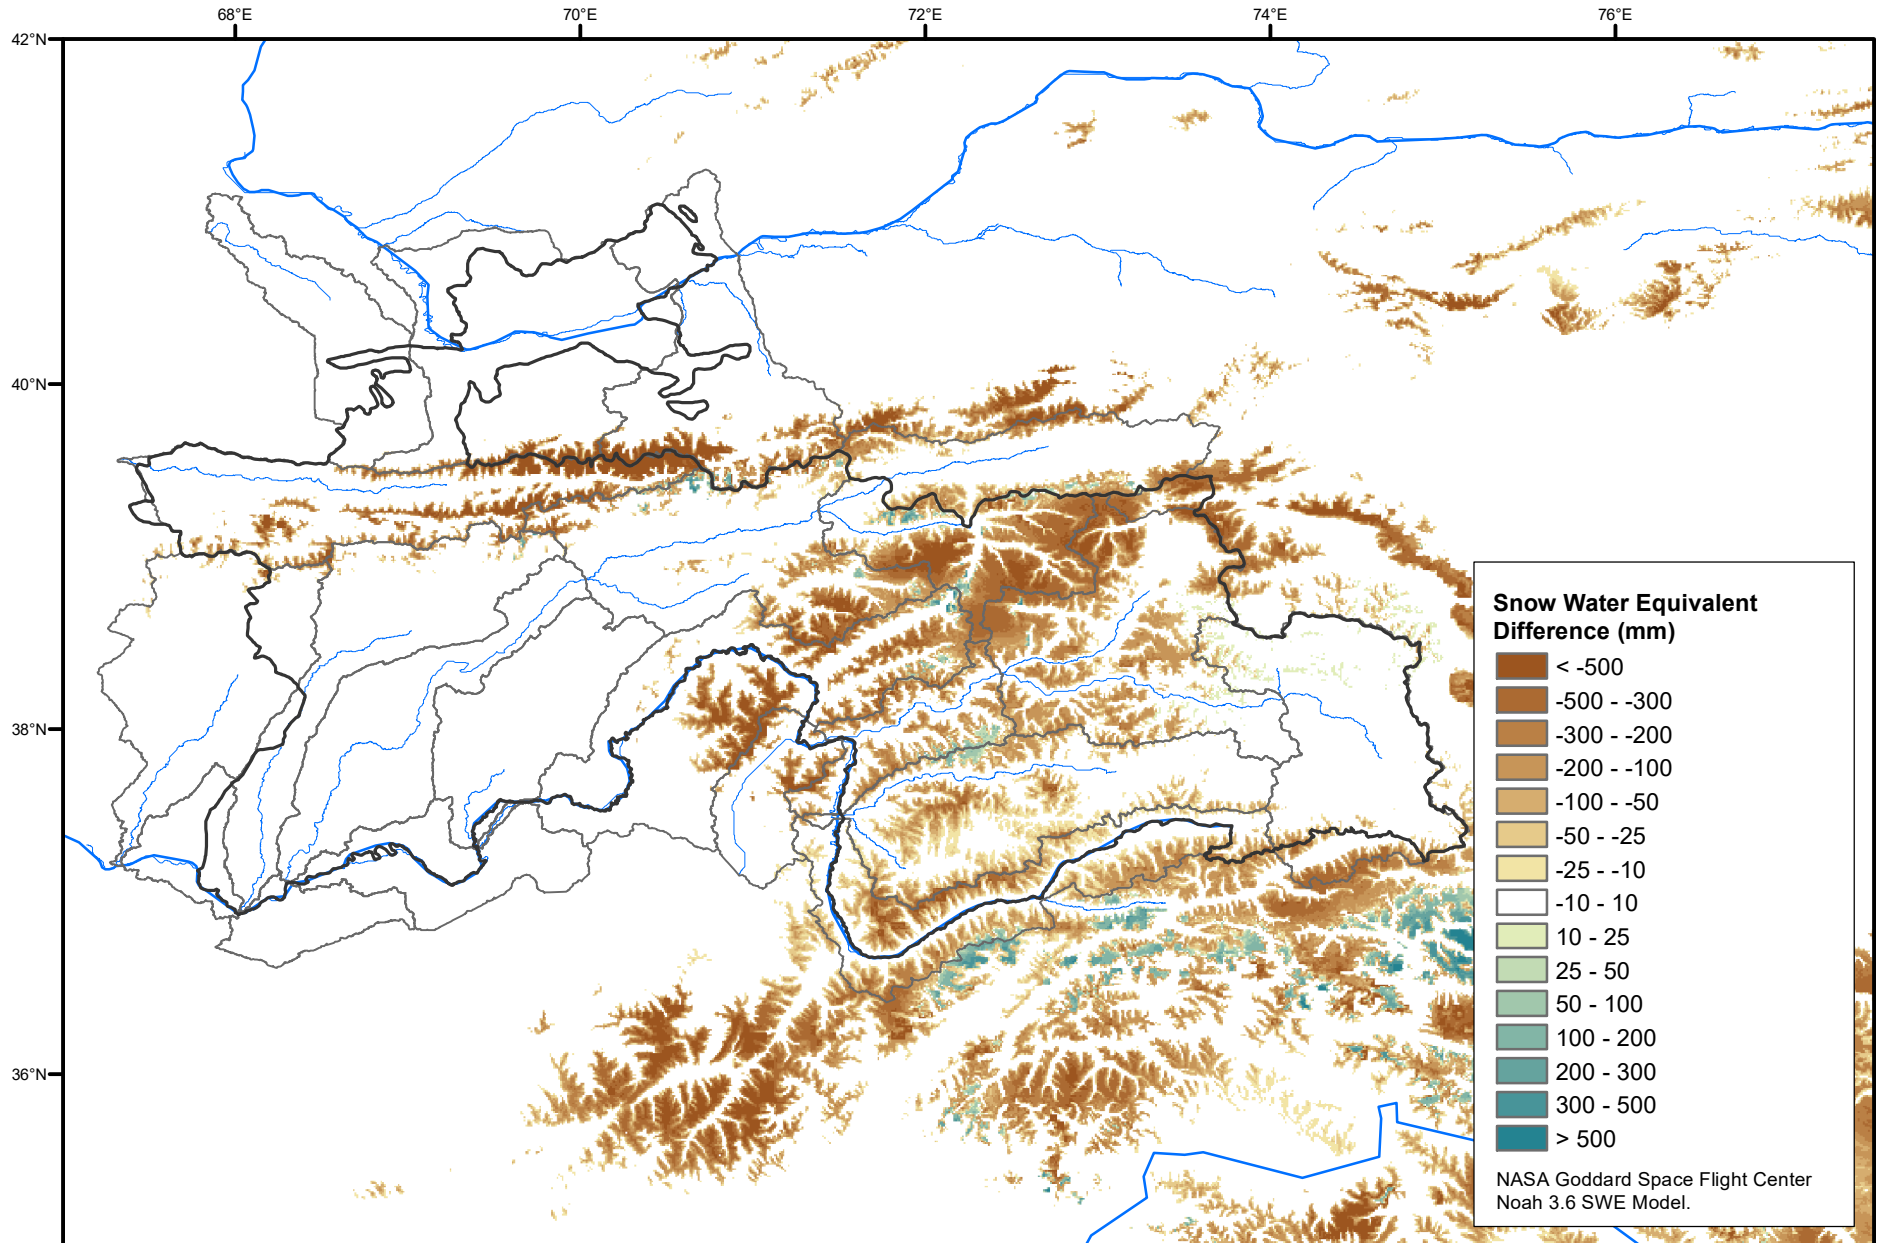 68°E 70°E 72°E 74°E 76°E
42°N
40°N
38°N
36°N
Snow Water Equivalent
Difference (mm)
< -500
-500 - -300
-300 - -200
-200 - -100
-100 - -50
-50 - -25
-25 - -10
-10 - 10
10 - 25
25 - 50
50 - 100
100 - 200
200 - 300
300 - 500
> 500
NASA Goddard Space Flight Center
Noah 3.6 SWE Model.